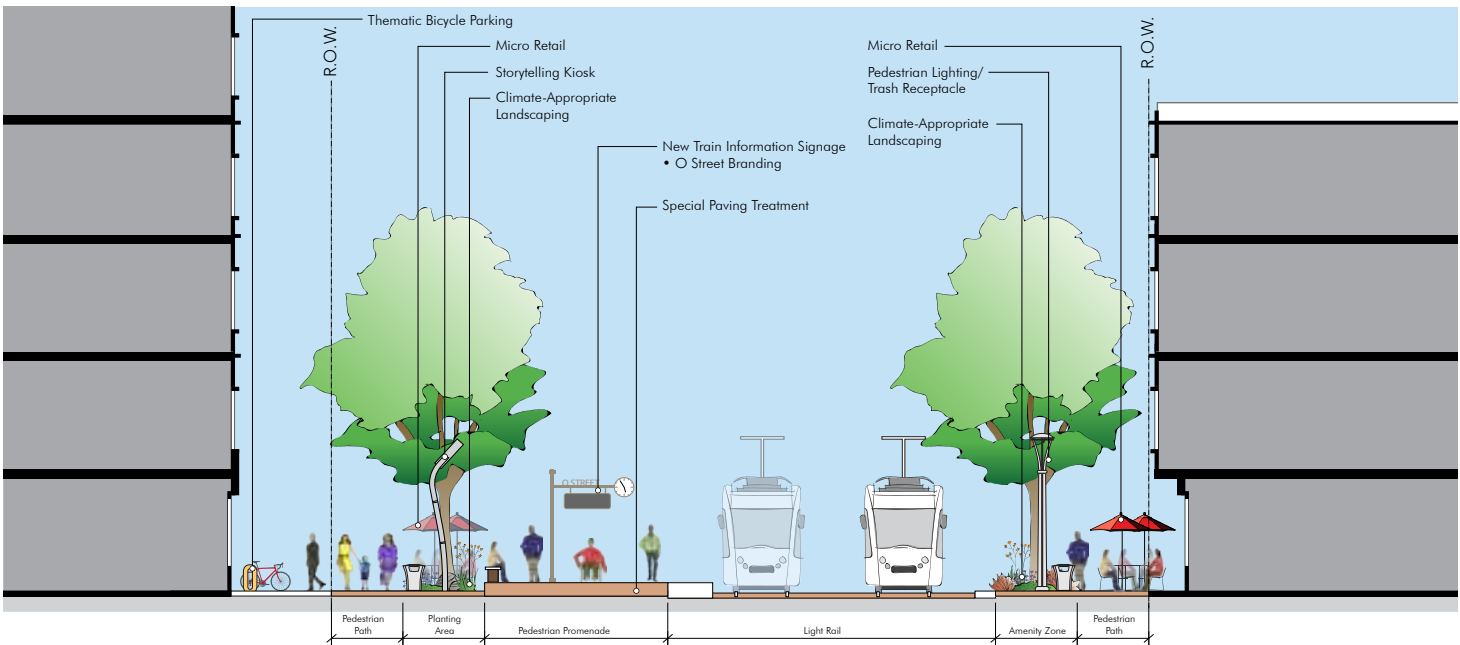 Thematic Bicycle Parking
R.O.W.
Micro Retail
Storytelling Kiosk
Climate-Appropriate
Landscaping
New Train Information Signage
• O Street Branding
Special Paving Treatment
Micro Retail
Pedestrian Lighting/
Trash Receptacle
Climate-Appropriate
Landscaping
R.O.W.
O STREET
Pedestrian
Path
Planting
Area
Pedestrian Promenade
Light Rail
Amenity Zone
Pedestrian
Path